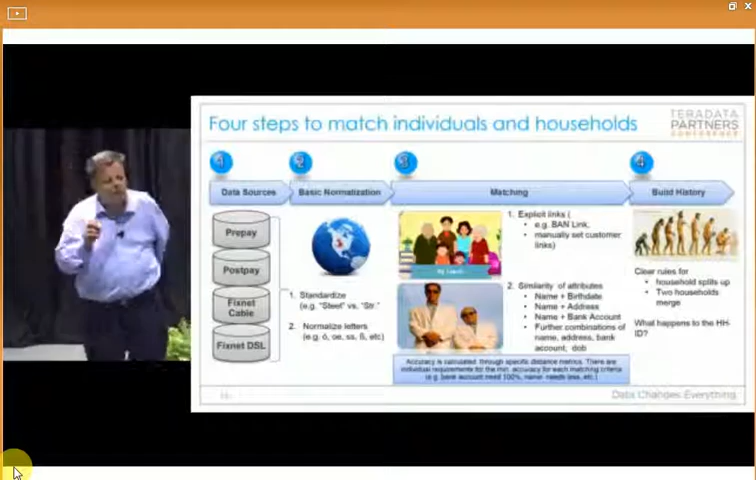 Four steps to match individuals and households
TERADATA
PARTNERS
CONFERENCE
1
2
3
4
Data Sources
Basic Normalization
Matching
Build History
Prepay
Postpay
Fixnet
Cable
Fixnet DSL
1. Standardize
(e.g. "Steet" vs. "Str."
2. Normalize letters
(e.g. ö, oe, ss, ß, etc)
1. Explicit links (
• e.g. BAN Link,
• manually set customer
links)
2. Similarity of attributes
• Name + Birthdate
• Name + Address
• Name + Bank Account
• Further combinations of
name, address, bank
account, dob
Accuracy is calculated through specific distance metrics. There are
individual requirements for the min. accuracy for each matching criteria
(e.g. bank account need 100%, name needs less, etc.)
Clear rules for
• household splits up
• Two households
merge
What happens to the HH-
ID?
Data Changes Everything